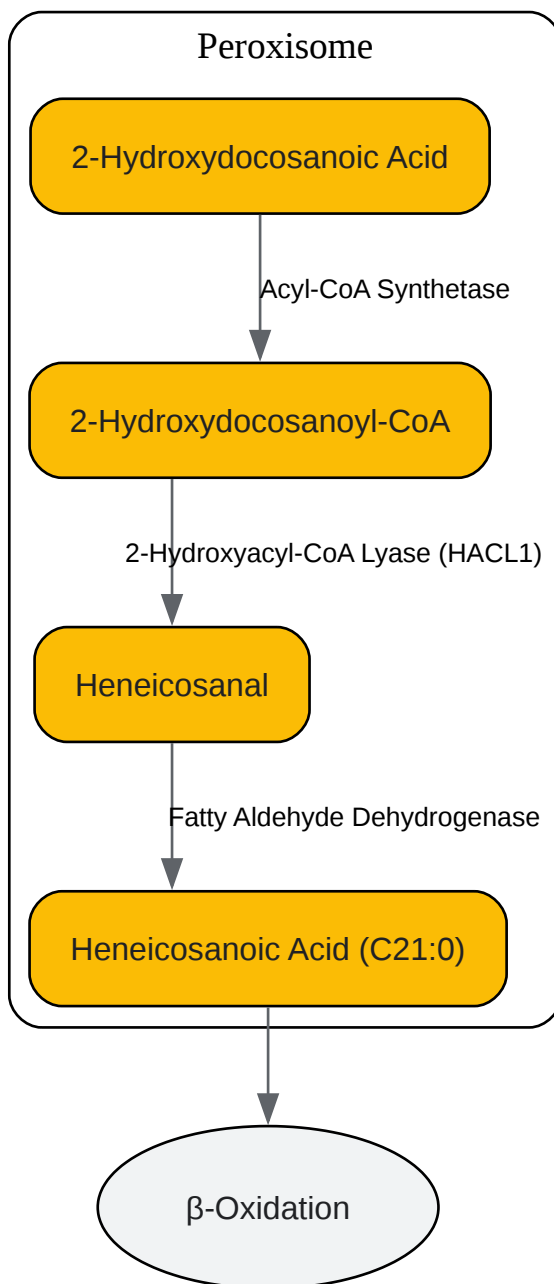 Peroxisome
2-Hydroxydocosanoic Acid
Acyl-CoA Synthetase
2-Hydroxydocosanoyl-CoA
2-Hydroxyacyl-CoA Lyase (HACL1)
Heneicosanal
Fatty Aldehyde Dehydrogenase
Heneicosanoic Acid (C21:0)
β-Oxidation